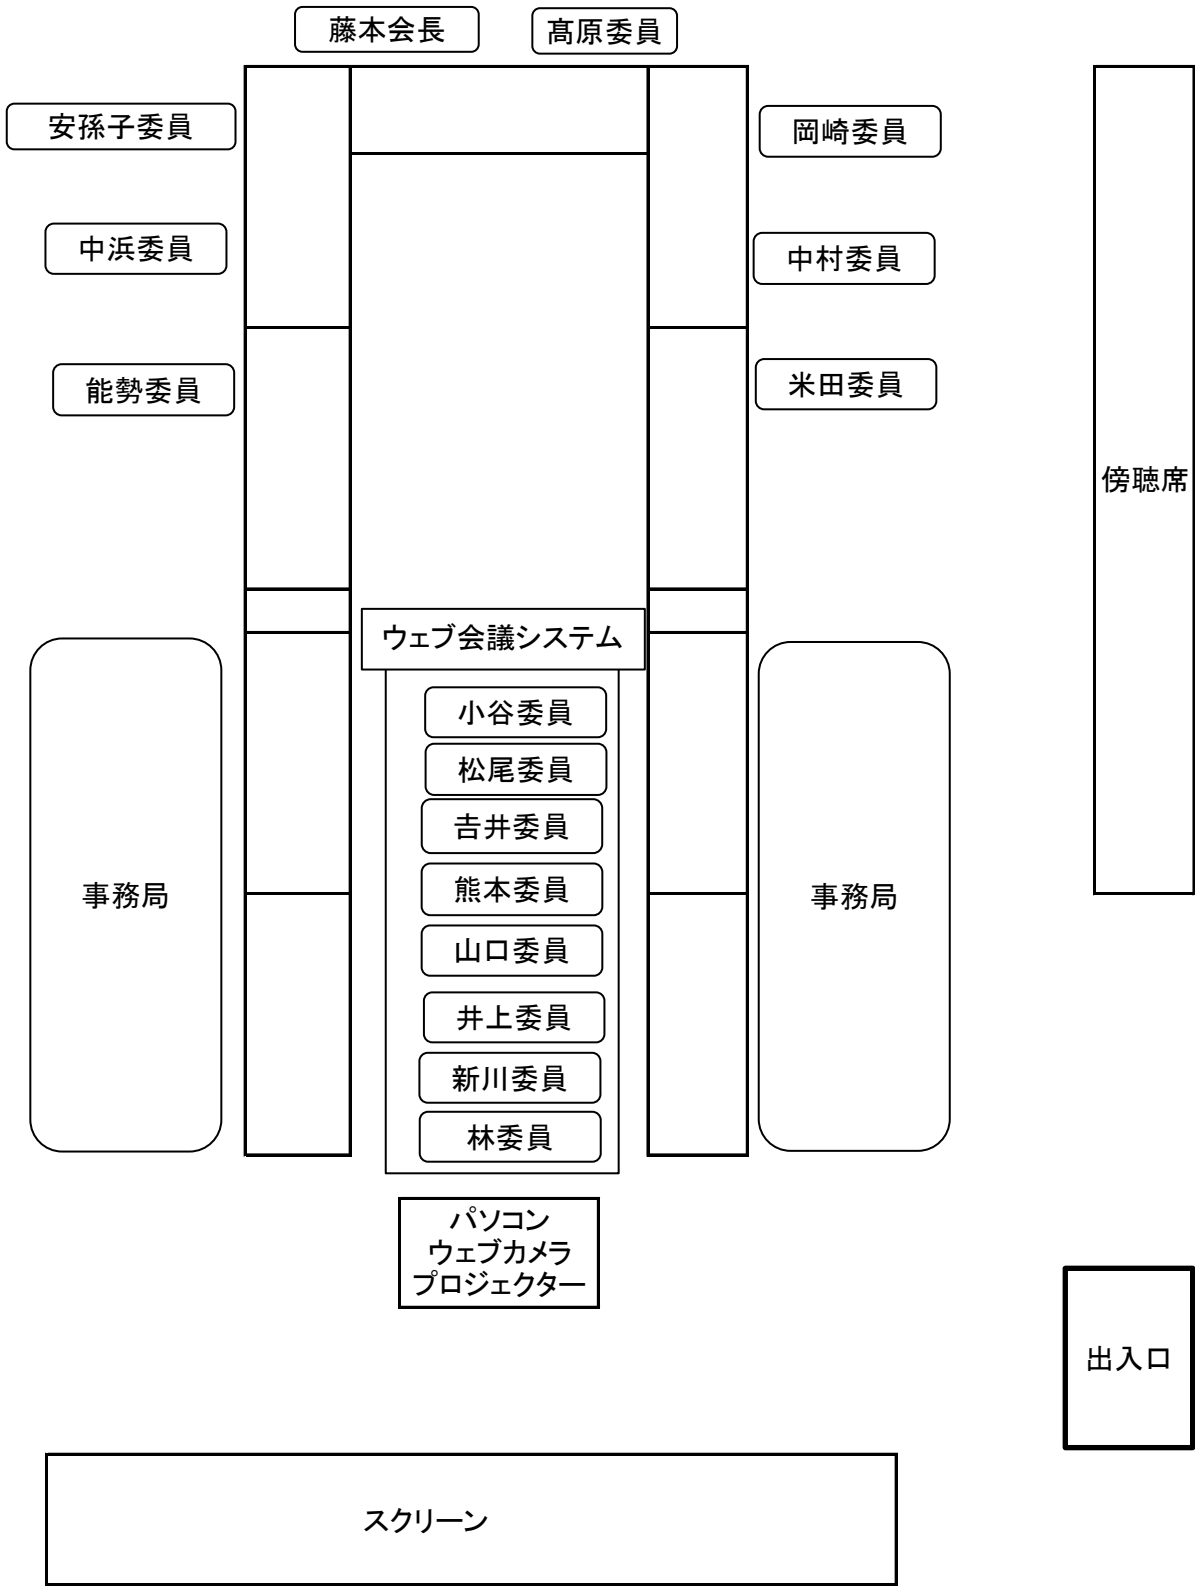 藤本会長
髙原委員
安孫子委員
岡崎委員
中浜委員
中村委員
能勢委員
米田委員
傍聴席
ウェブ会議システム
小谷委員
松尾委員
𠮷井委員
熊本委員
山口委員
井上委員
新川委員
林委員
事務局
事務局
パソコン
ウェブカメラ
プロジェクター
出入口
スクリーン